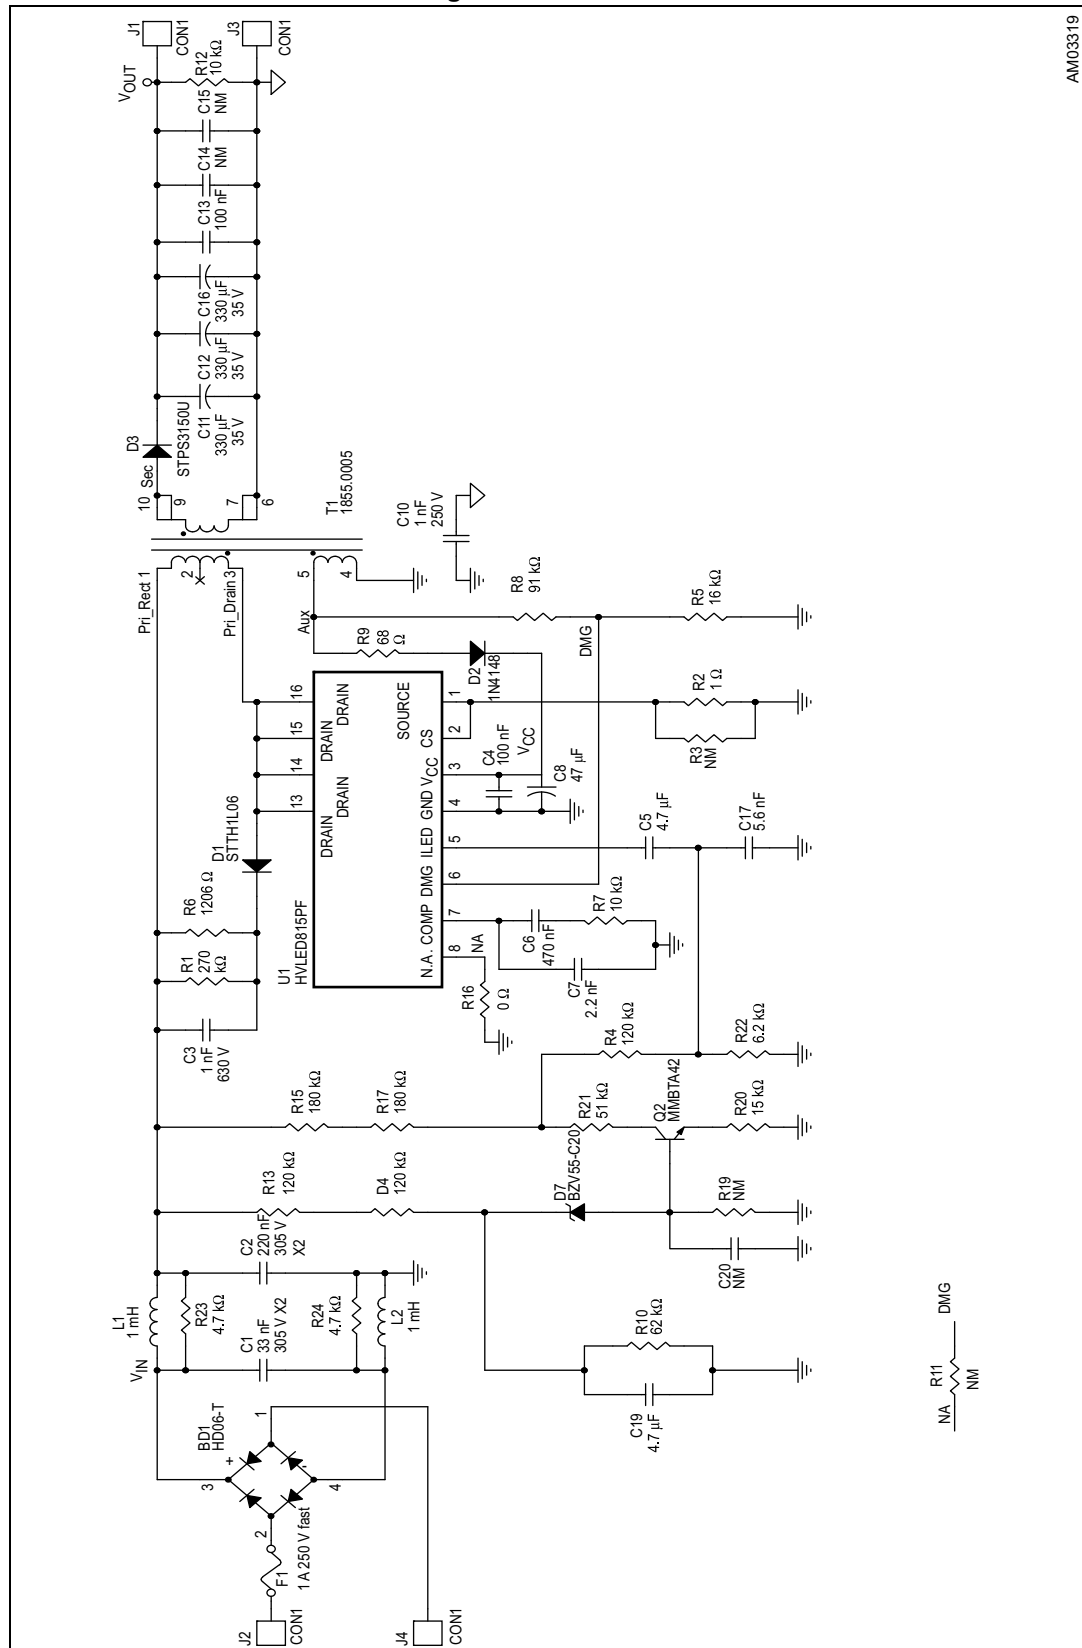 AM03319
J1
CON1
J3
CON1
VOUT
R12
10 kΩ
C15
NM
C14
NM
C13
100 nF
C16
330 µF
35 V
C12
330 µF
35 V
C11
330 µF
35 V
D3
STPS3150U
Sec
10
9
7
6
T1
1855.0005
Pri_Rect 1
2
Pri_Drain 3
5
4
Aux
C10
1 nF
250 V
R8
91 kΩ
DMG
R5
16 kΩ
R9
68
Ω
D2
1N4148
16
15
14
13
DRAIN
DRAIN
DRAIN
DRAIN
SOURCE
CS
VCC
GND
ILED
DMG
COMP
N.A.
1
2
3
4
5
6
7
8
U1
HVLED815PF
R2
1 Ω
R3
NM
C4
100 nF
VCC
C8
47 µF
C5
4.7 µF
C17
5.6 nF
D1
STTH1L06
R6
1206 Ω
R1
270
kΩ
C3
1 nF
630 V
NA
R16
0 Ω
C6
470 nF
R7
10 kΩ
C7
2.2 nF
R4
120 kΩ
R22
6.2 kΩ
R15
180 kΩ
R17
180 kΩ
R21
51 kΩ
Q2
MMBTA42
R20
15 kΩ
R13
120 kΩ
D4
120 kΩ
D7
BZV55-C20
R19
NM
C20
NM
L1
1 mH
R23
4.7 kΩ
C2
220 nF
305 V
X2
C1
33 nF
305 V X2
R24
4.7 kΩ
L2
1 mH
VIN
R10
62 kΩ
C19
4.7 µF
BD1
HD06-T
+
-
1
2
3
4
F1
1 A 250 V fast
J2
CON1
J4
CON1
NA
R11
NM
DMG